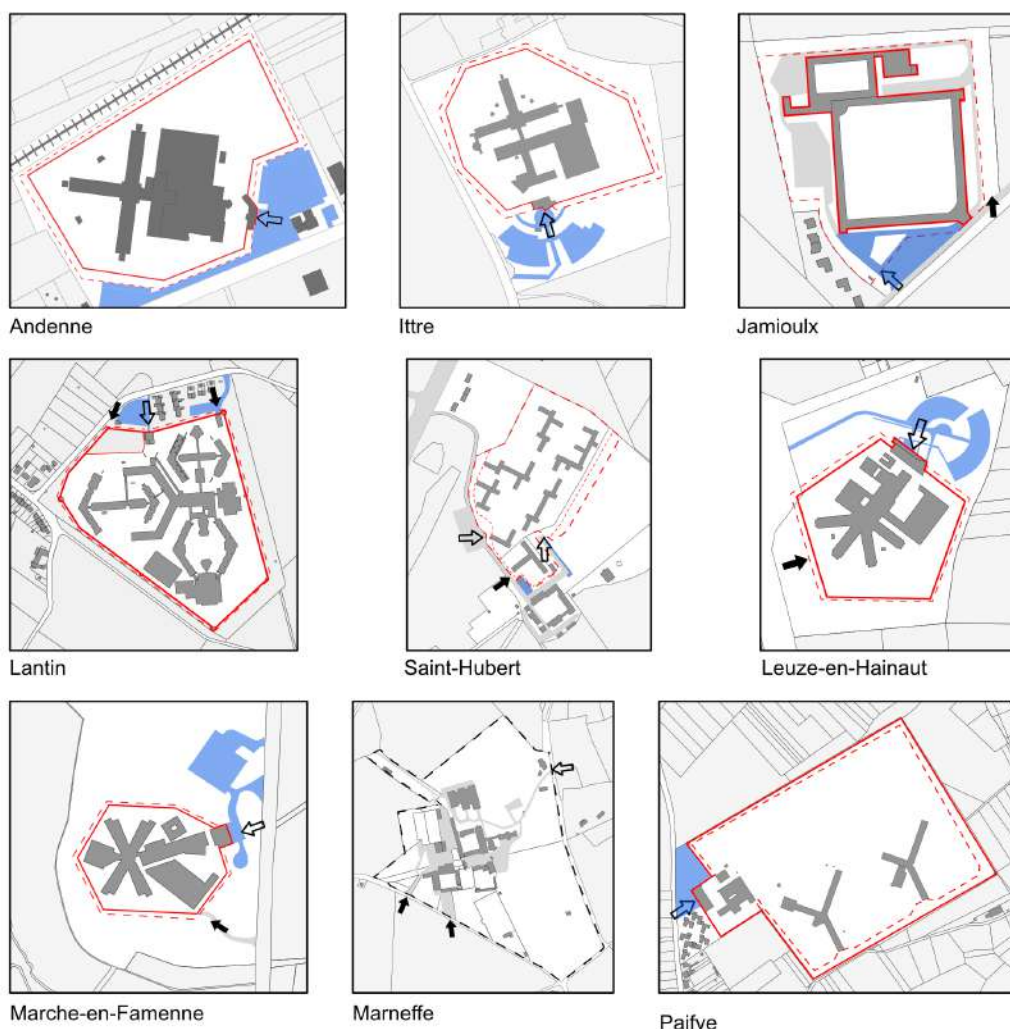 Andenne
Ittre
Jamioulx
Lantin
Saint-Hubert
Leuze-en-Hainaut
Marche-en-Famenne
Marneffe
Paifve